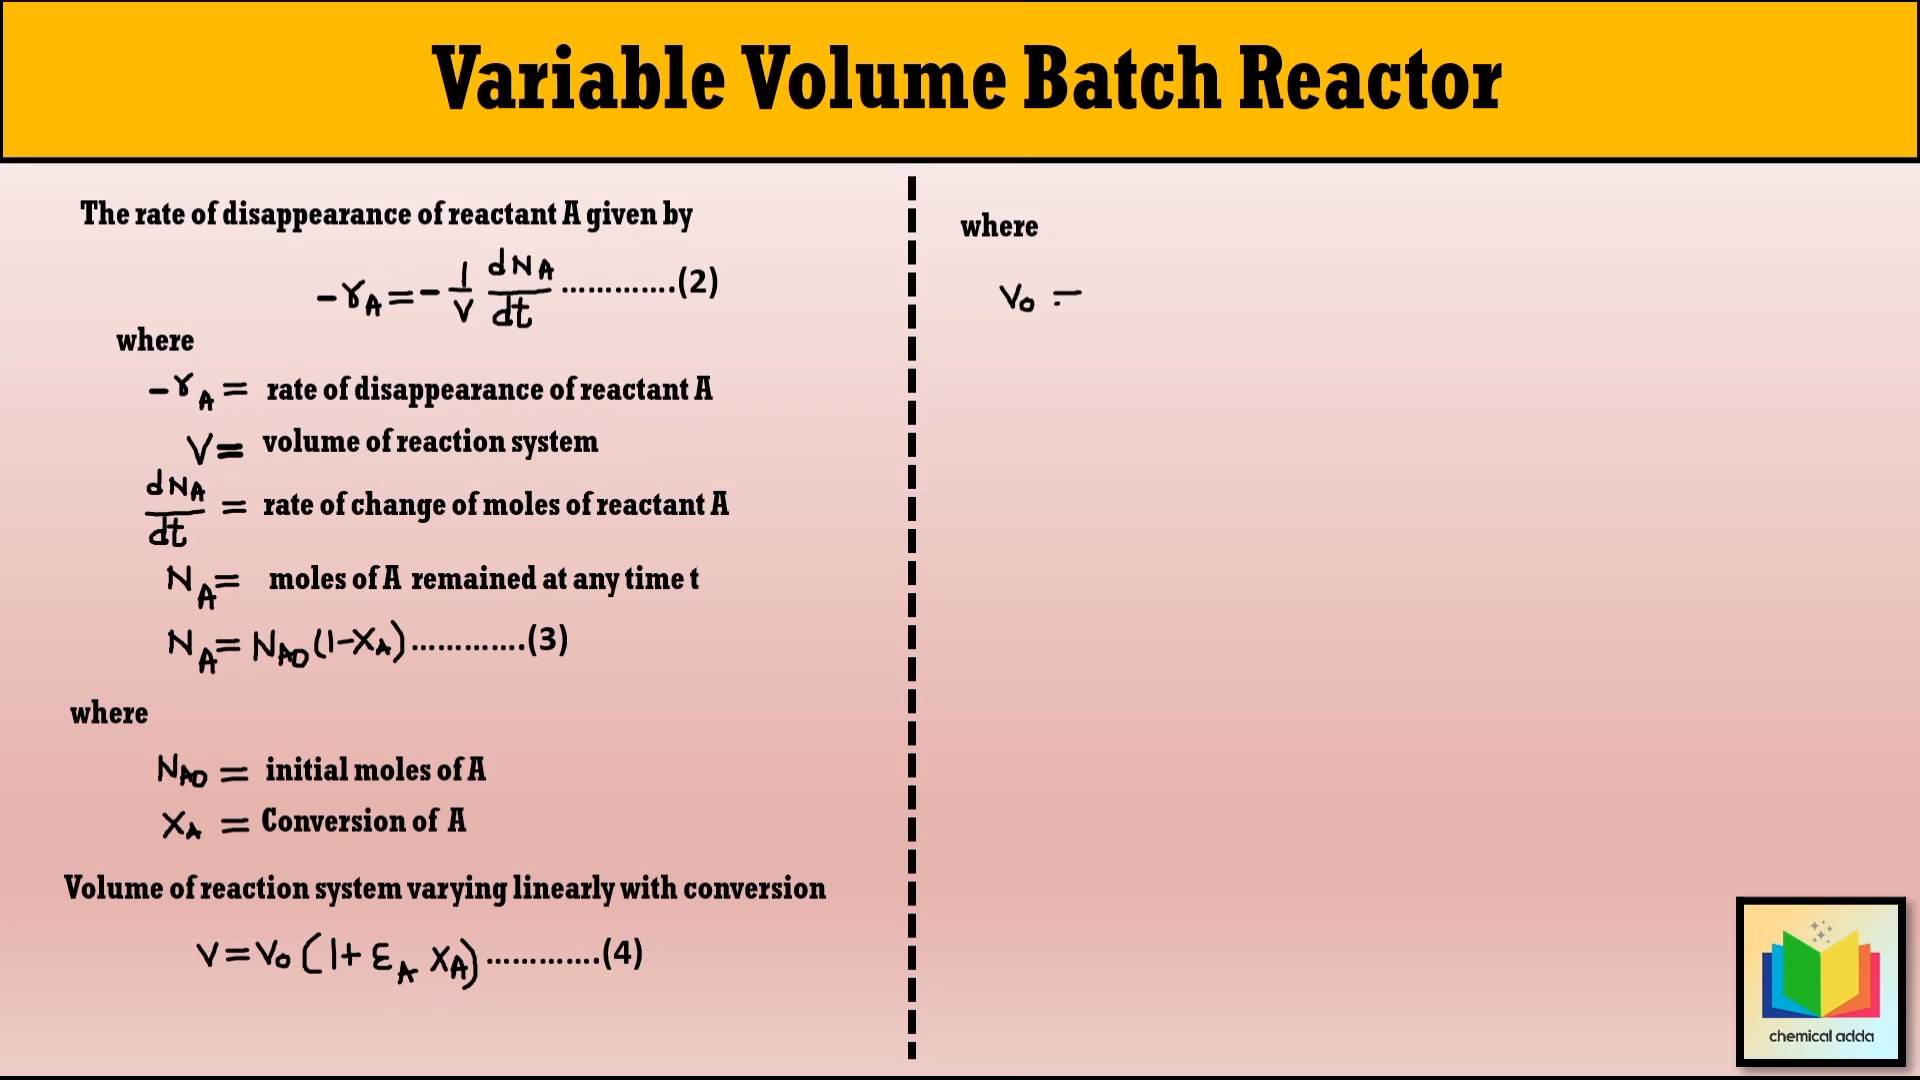 Variable Volume Batch Reactor
The rate of disappearance of reactant A given by
-rA = - 1/V dNA/dt .............(2)
where
-rA = rate of disappearance of reactant A
V = volume of reaction system
dNA/dt = rate of change of moles of reactant A
NA = moles of A remained at any time t
NA = NA0 (1-XA) .............(3)
where
NA0 = initial moles of A
XA = Conversion of A
Volume of reaction system varying linearly with conversion
V = V0 (1+ εA XA) .............(4)
where
V0 =
chemical adda